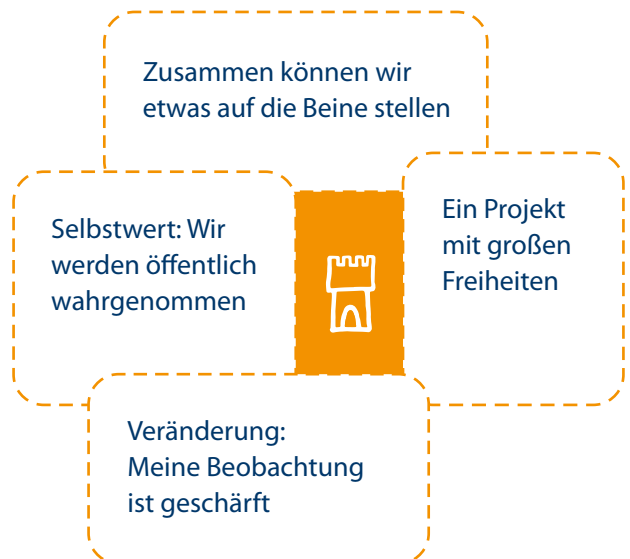 Zusammen können wir
etwas auf die Beine stellen
Selbstwert: Wir
werden öffentlich
wahrgenommen
Ein Projekt
mit großen
Freiheiten
Veränderung:
Meine Beobachtung
ist geschärft